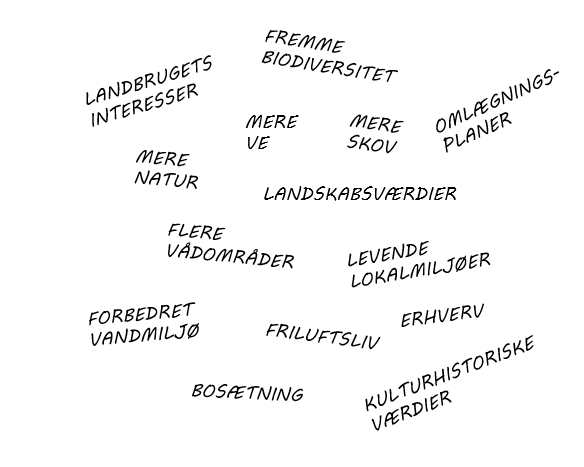 FREMME
BIODIVERSITET
LANDBRUGETS
INTERESSER
OMLÆGNINGS-
PLANER
MERE
VE
MERE
SKOV
MERE
NATUR
LANDSKABSVÆRDIER
FLERE
VÅDOMRÅDER
LEVENDE
LOKALMILJØER
FORBEDRET
VANDMILJØ
FRILUFTSLIV
ERHVERV
BOSÆTNING
KULTURHISTORISKE
VÆRDIER